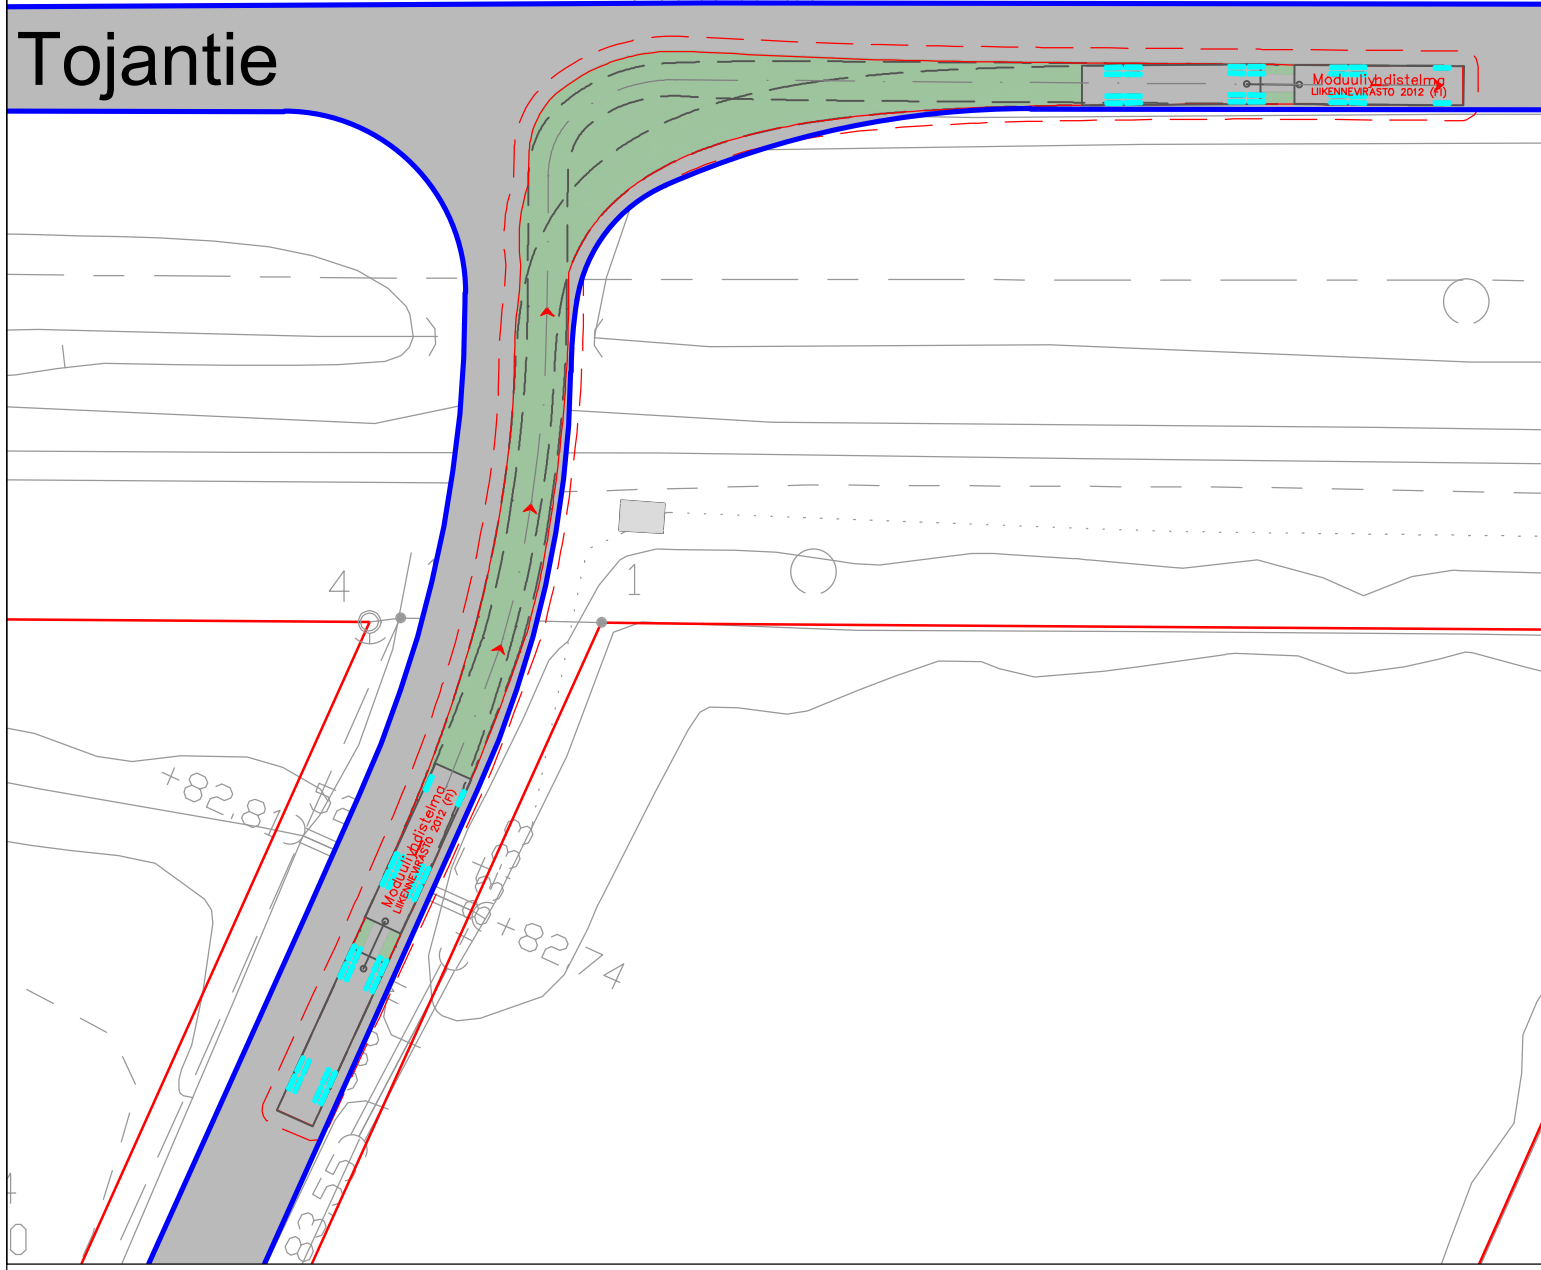 Tojantie
Moduuliyhdistelmä
LIIKENNEVIRASTO 2012 (FI)
4
1
+82.81
Moduuliyhdistelmä
LIIKENNEVIRASTO 2012 (FI)
+82.74